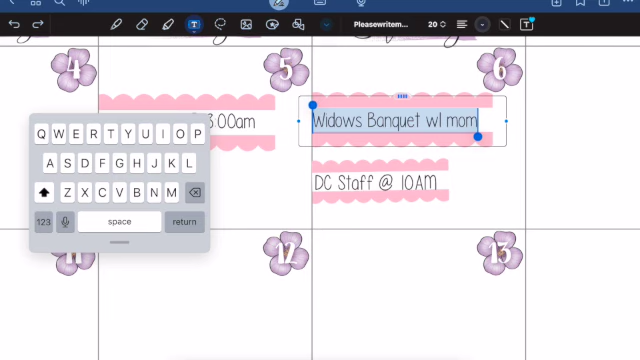 Pleasewritem... 20
4 5 6
3:00am
Widows Banquet w| mom
DC Staff @ 10AM
Q W E R T Y U I O P
A S D F G H J K L
Z X C V B N M
123 space return
11 12 13